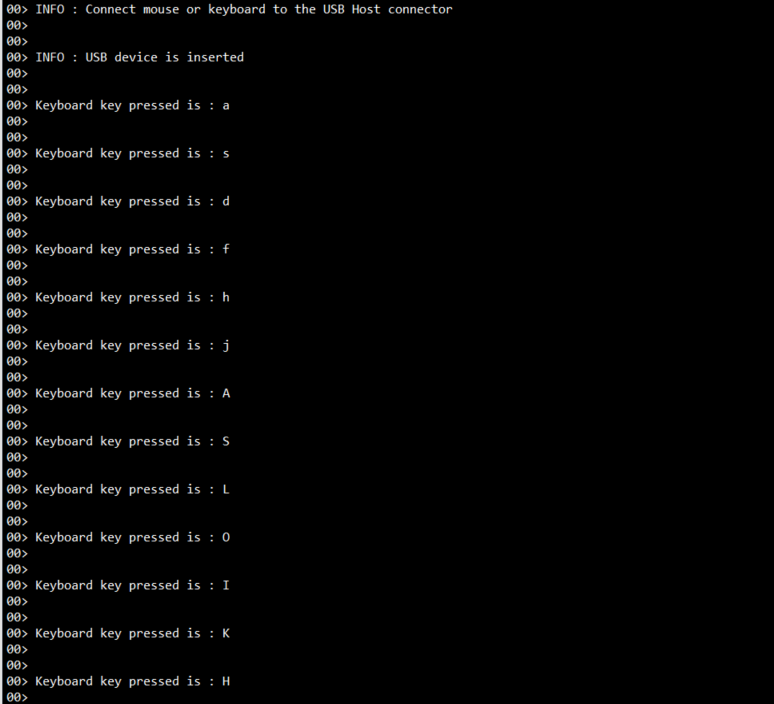 00> INFO : Connect mouse or keyboard to the USB Host connector
00>
00>
00> INFO : USB device is inserted
00>
00>
00> Keyboard key pressed is : a
00>
00>
00> Keyboard key pressed is : s
00>
00>
00> Keyboard key pressed is : d
00>
00>
00> Keyboard key pressed is : f
00>
00>
00> Keyboard key pressed is : h
00>
00>
00> Keyboard key pressed is : j
00>
00>
00> Keyboard key pressed is : A
00>
00>
00> Keyboard key pressed is : S
00>
00>
00> Keyboard key pressed is : L
00>
00>
00> Keyboard key pressed is : O
00>
00>
00> Keyboard key pressed is : I
00>
00>
00> Keyboard key pressed is : K
00>
00>
00> Keyboard key pressed is : H
00>